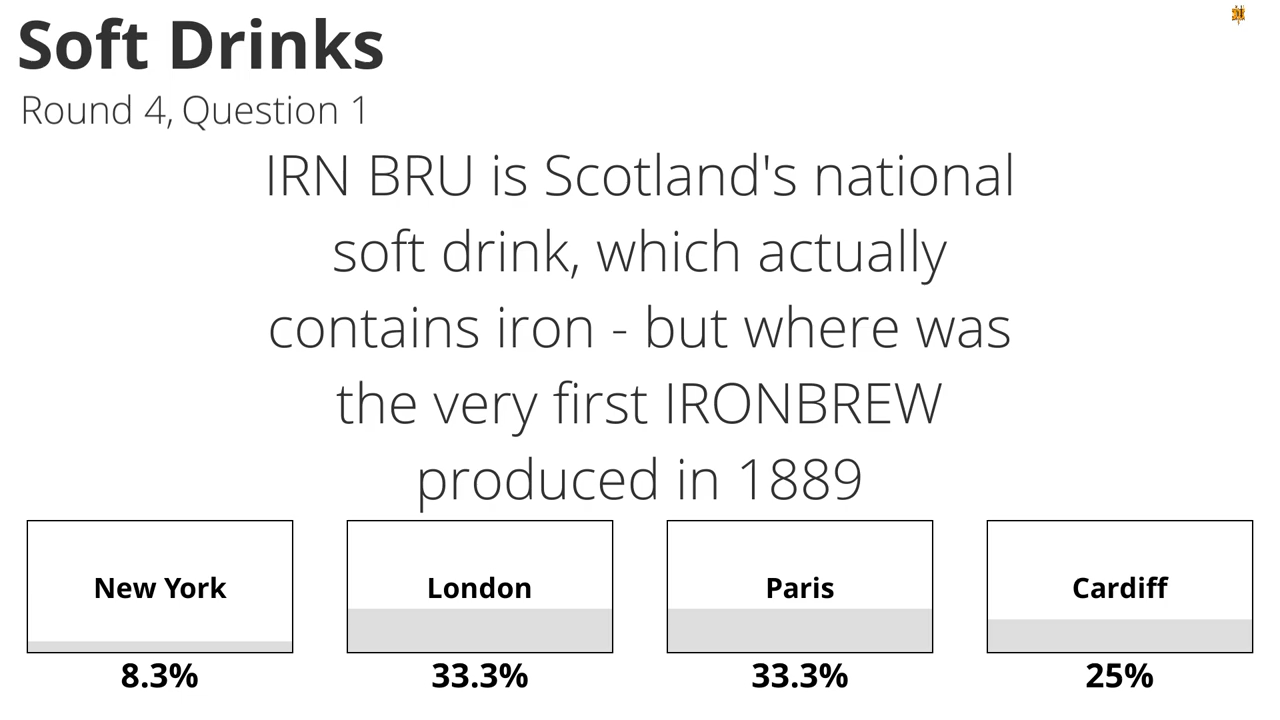 Soft Drinks
Round 4, Question 1
IRN BRU is Scotland's national
soft drink, which actually
contains iron - but where was
the very first IRONBREW
produced in 1889
New York
London
Paris
Cardiff
8.3%
33.3%
33.3%
25%